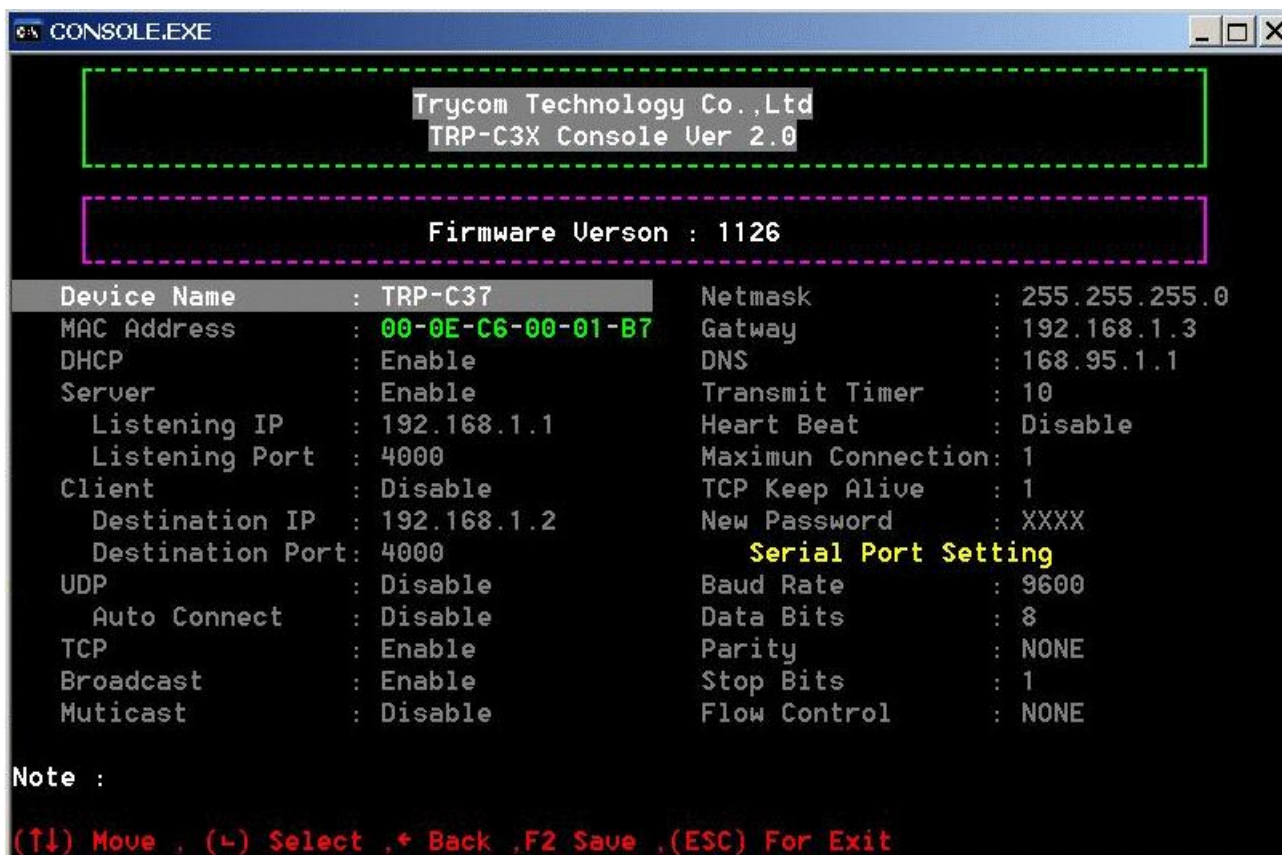 CONSOLE.EXE
Trycom Technology Co.,Ltd
TRP-C3X Console Ver 2.0
Firmware Verson : 1126
Device Name : TRP-C37
MAC Address : 00-0E-C6-00-01-B7
DHCP : Enable
Server : Enable
Listening IP : 192.168.1.1
Listening Port : 4000
Client : Disable
Destination IP : 192.168.1.2
Destination Port: 4000
UDP : Disable
Auto Connect : Disable
TCP : Enable
Broadcast : Enable
Muticast : Disable
Netmask : 255.255.255.0
Gatway : 192.168.1.3
DNS : 168.95.1.1
Transmit Timer : 10
Heart Beat : Disable
Maximun Connection: 1
TCP Keep Alive : 1
New Password : XXXX
Serial Port Setting
Baud Rate : 9600
Data Bits : 8
Parity : NONE
Stop Bits : 1
Flow Control : NONE
Note :
(↑↓) Move , (↵) Select ,← Back ,F2 Save ,(ESC) For Exit